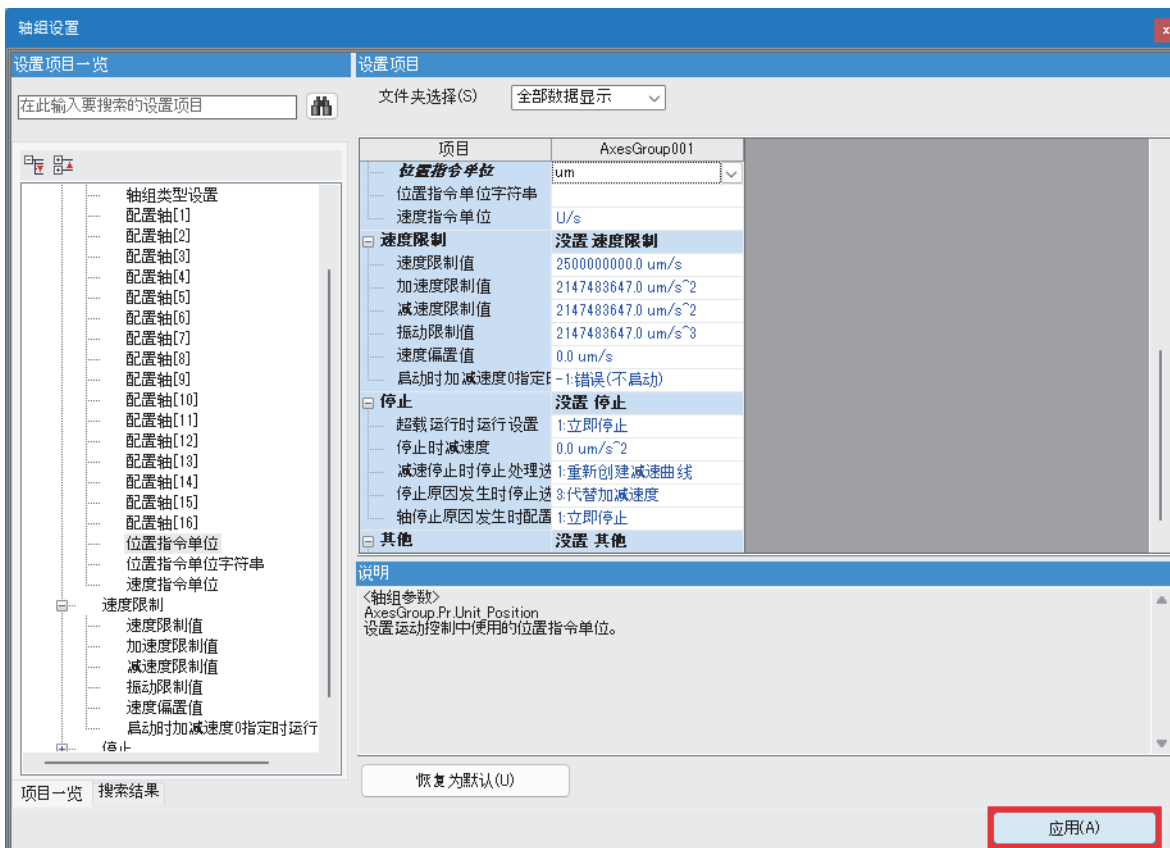 轴组设置
x
设置项目一览
在此输入要搜索的设置项目
轴组类型设置
配置轴[1]
配置轴[2]
配置轴[3]
配置轴[4]
配置轴[5]
配置轴[6]
配置轴[7]
配置轴[8]
配置轴[9]
配置轴[10]
配置轴[11]
配置轴[12]
配置轴[13]
配置轴[14]
配置轴[15]
配置轴[16]
位置指令单位
位置指令单位字符串
速度指令单位
速度限制
速度限制值
加速度限制值
减速度限制值
振动限制值
速度偏置值
启动时加减速度0指定时运行
停止
项目一览 搜索结果
设置项目
文件夹选择(S) 全部数据显示
项目 AxesGroup001
位置指令单位 um
位置指令单位字符串
速度指令单位 U/s
速度限制 没置 速度限制
速度限制值 2500000000.0 um/s
加速度限制值 2147483647.0 um/s^2
减速度限制值 2147483647.0 um/s^2
振动限制值 2147483647.0 um/s^3
速度偏置值 0.0 um/s
启动时加减速度0指定 -1:错误(不启动)
停止 没置 停止
超载运行时运行设置 1:立即停止
停止时减速度 0.0 um/s^2
减速停止时停止处理选 1:重新创建减速曲线
停止原因发生时停止选 3:代替加减速度
轴停止原因发生时配置 1:立即停止
其他 没置 其他
说明
<轴组参数>
AxesGroup.Pr.Unit_Position
设置运动控制中使用的位置指令单位。
恢复为默认(U)
应用(A)